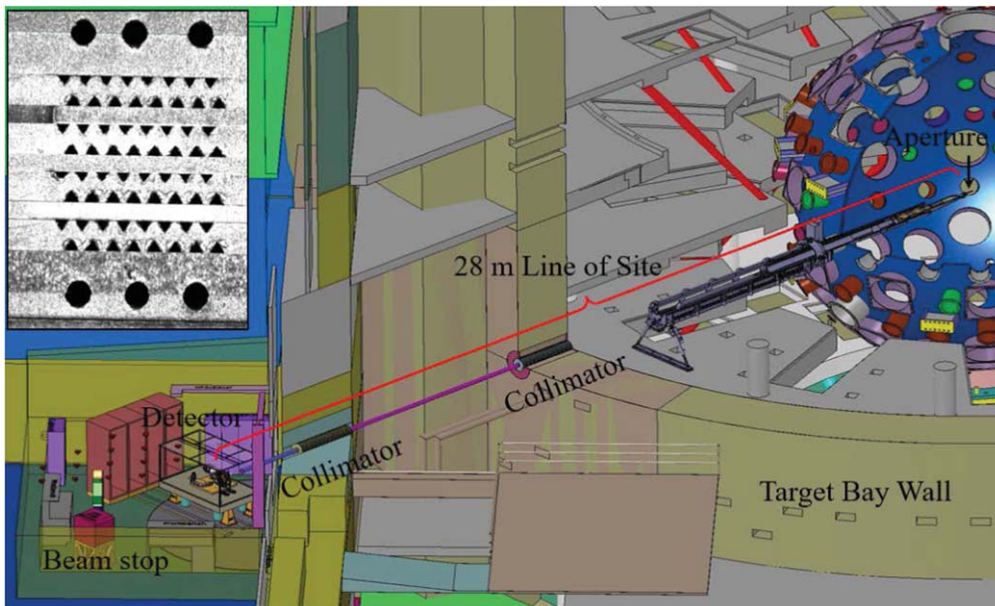 Aperture
28 m Line of Site
Collimator
Detector
Collimator
Target Bay Wall
Beam stop